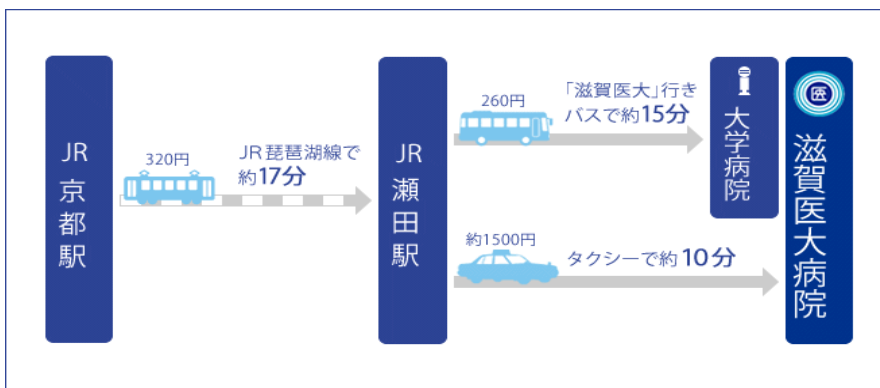 JR 京都駅
320円
JR琵琶湖線で
約17分
JR 瀬田駅
260円
「滋賀医大」行き
バスで約15分
大学病院
約1500円
タクシーで約10分
医
滋賀医大病院